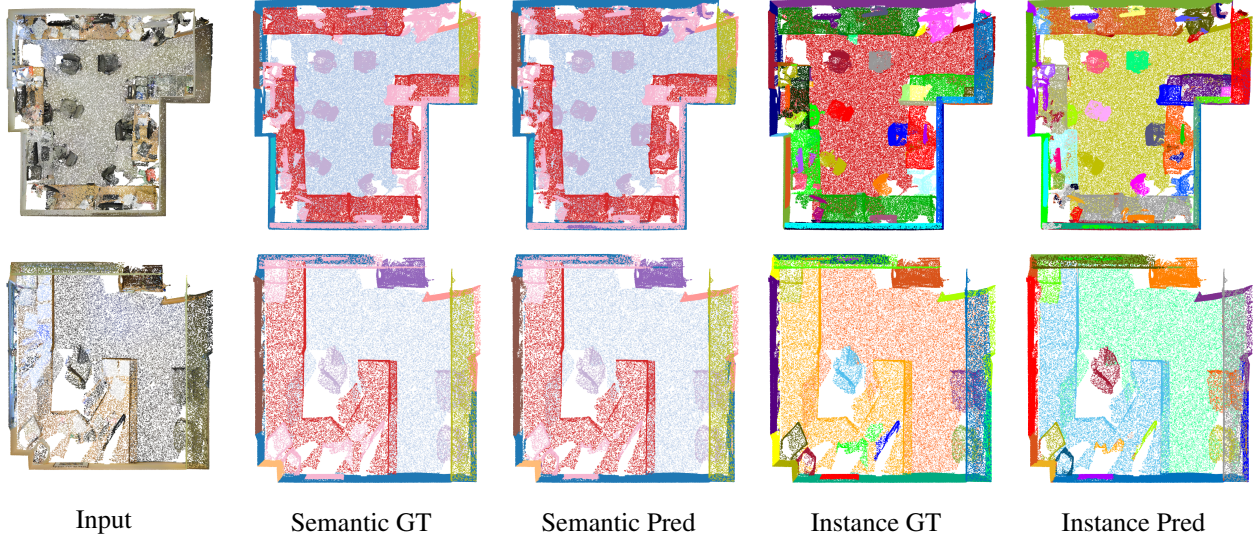 Input
Semantic GT
Semantic Pred
Instance GT
Instance Pred